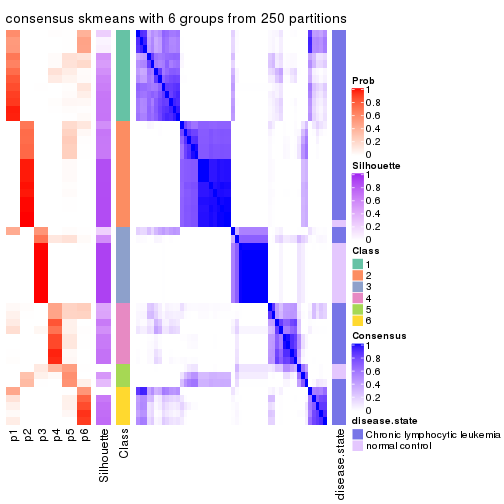 consensus skmeans with 6 groups from 250 partitions
Prob
1
0.8
0.6
0.4
0.2
0
Silhouette
1
0.8
0.6
0.4
0.2
0
Class
1
2
3
4
5
6
Consensus
1
0.8
0.6
0.4
0.2
0
disease.state
Chronic lymphocytic leukemia
normal control
p1
p2
p3
p4
p5
p6
Silhouette
Class
disease.state